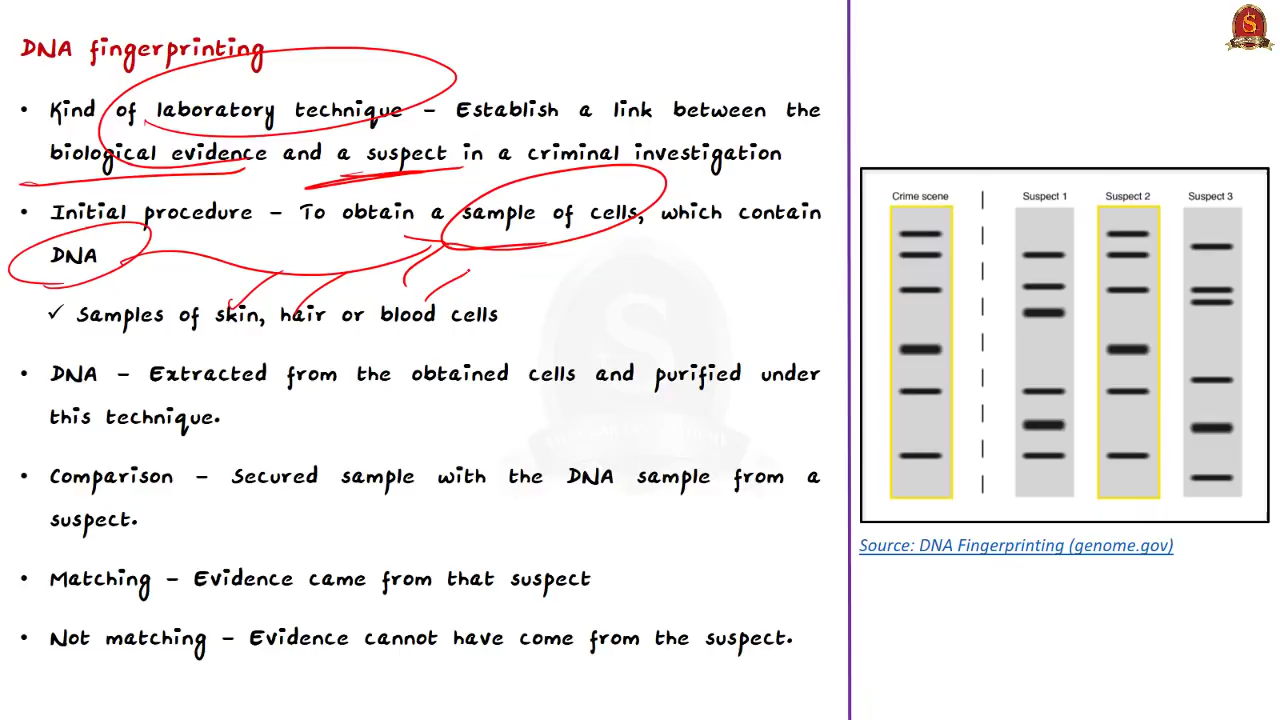 DNA fingerprinting
• Kind of laboratory technique – Establish a link between the
biological evidence and a suspect in a criminal investigation
• Initial procedure – To obtain a sample of cells, which contain
DNA
✓ Samples of skin, hair or blood cells
• DNA – Extracted from the obtained cells and purified under
this technique.
• Comparison – Secured sample with the DNA sample from a
suspect.
• Matching – Evidence came from that suspect
• Not matching – Evidence cannot have come from the suspect.
Crime scene
Suspect 1
Suspect 2
Suspect 3
Source: DNA Fingerprinting (genome.gov)